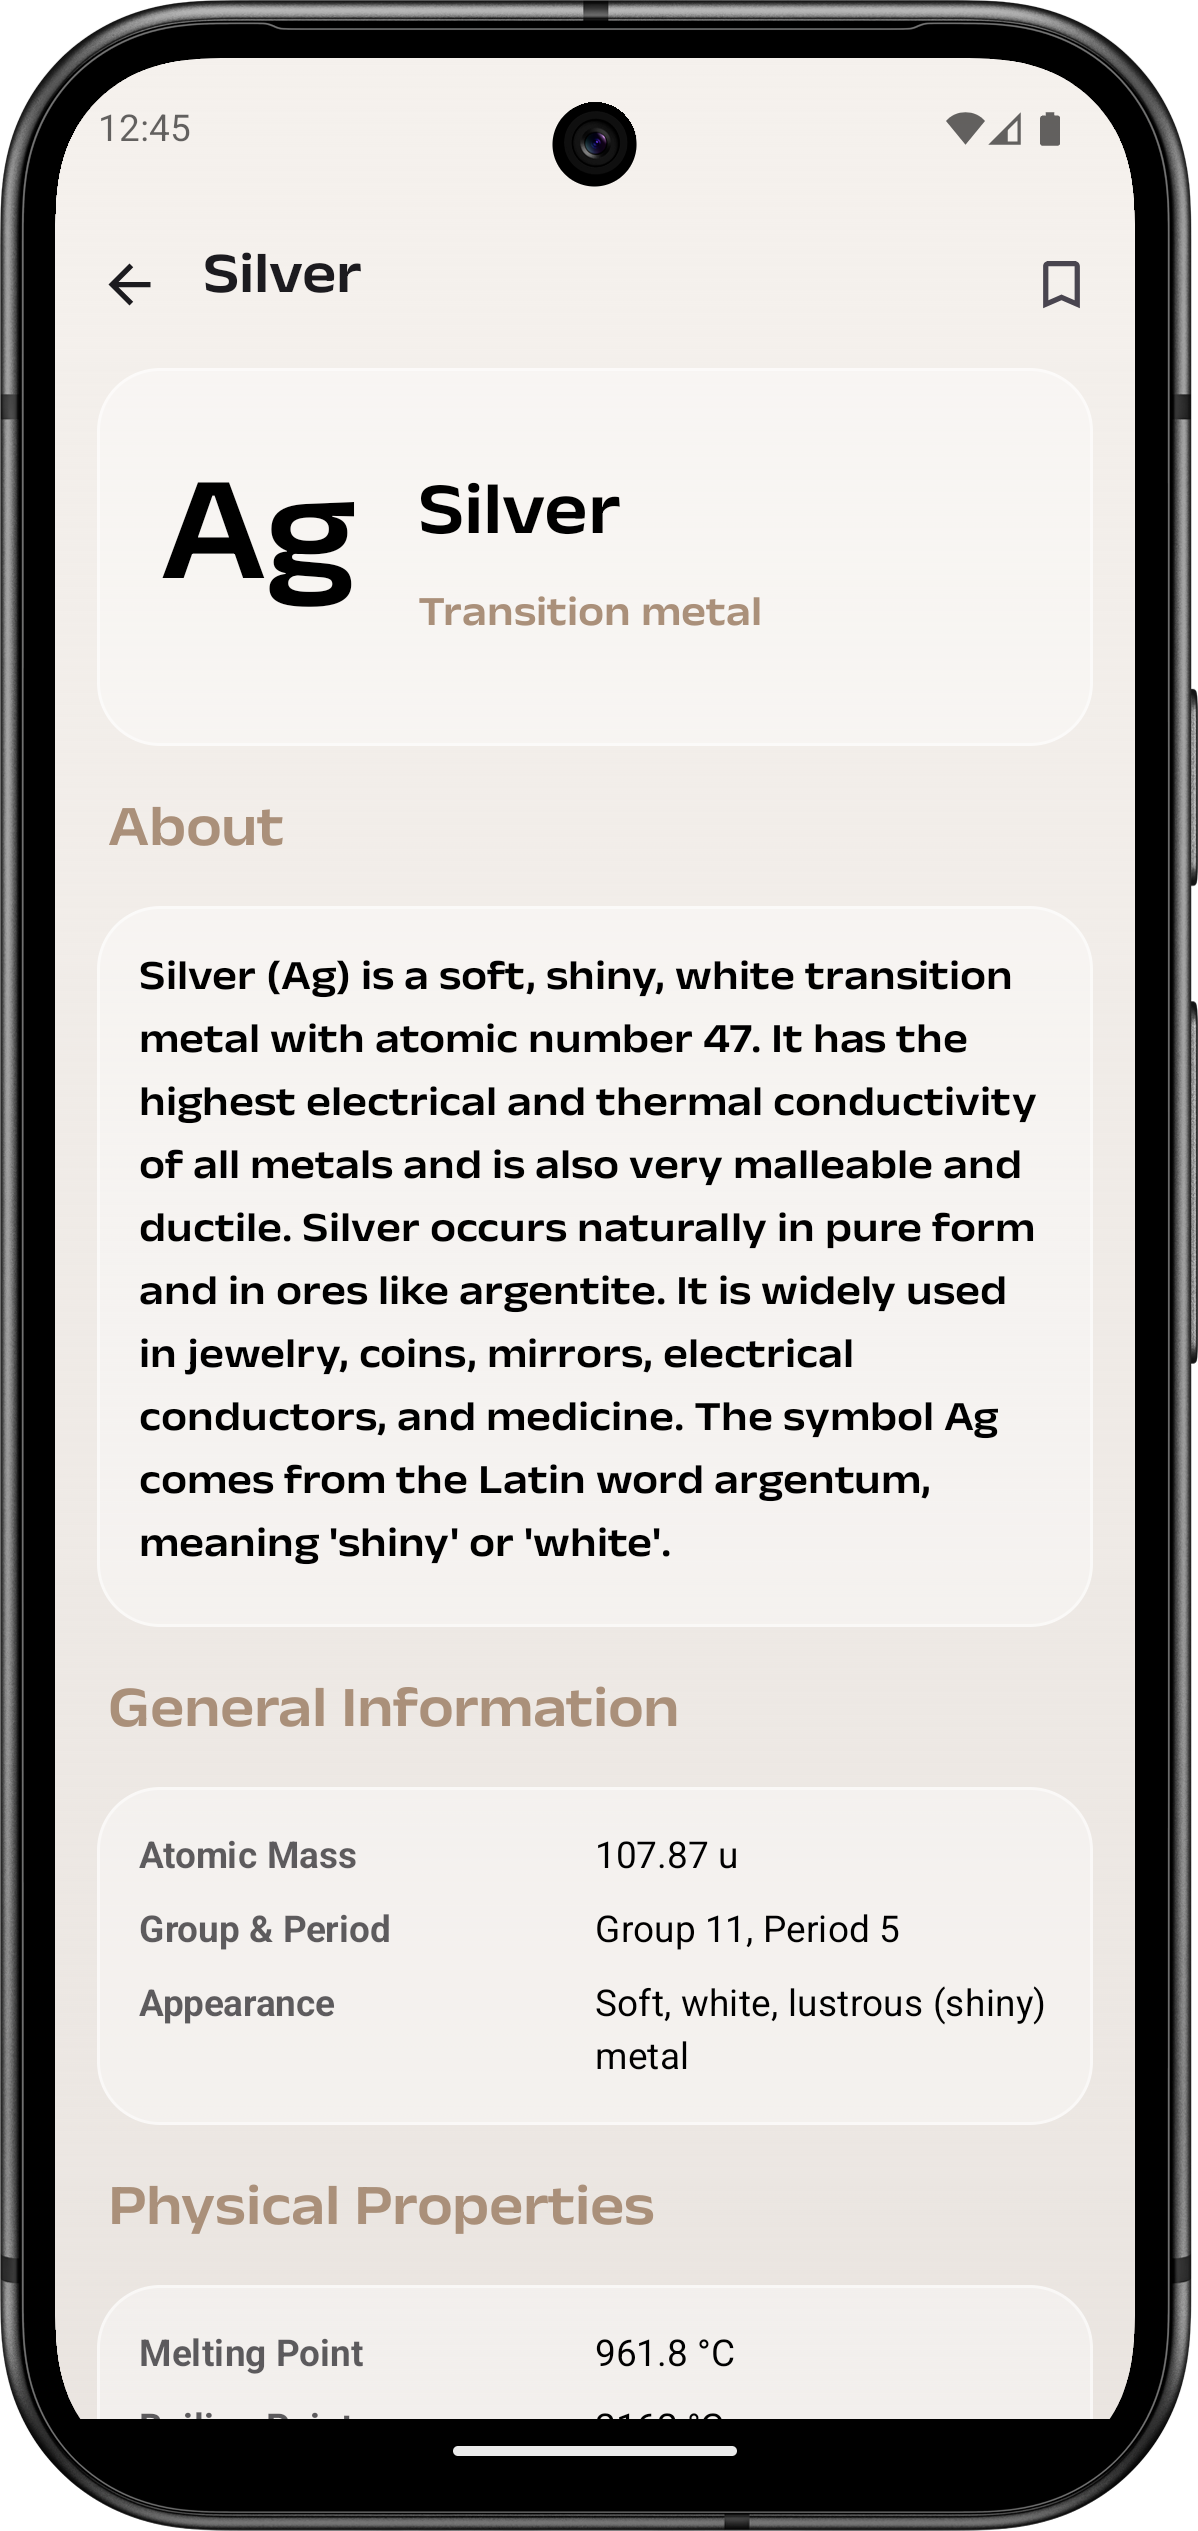 12:45
Silver
Ag
Silver
Transition metal
About
Silver (Ag) is a soft, shiny, white transition
metal with atomic number 47. It has the
highest electrical and thermal conductivity
of all metals and is also very malleable and
ductile. Silver occurs naturally in pure form
and in ores like argentite. It is widely used
in jewelry, coins, mirrors, electrical
conductors, and medicine. The symbol Ag
comes from the Latin word argentum,
meaning 'shiny' or 'white'.
General Information
Atomic Mass 107.87 u
Group & Period Group 11, Period 5
Appearance Soft, white, lustrous (shiny)
metal
Physical Properties
Melting Point 961.8 °C